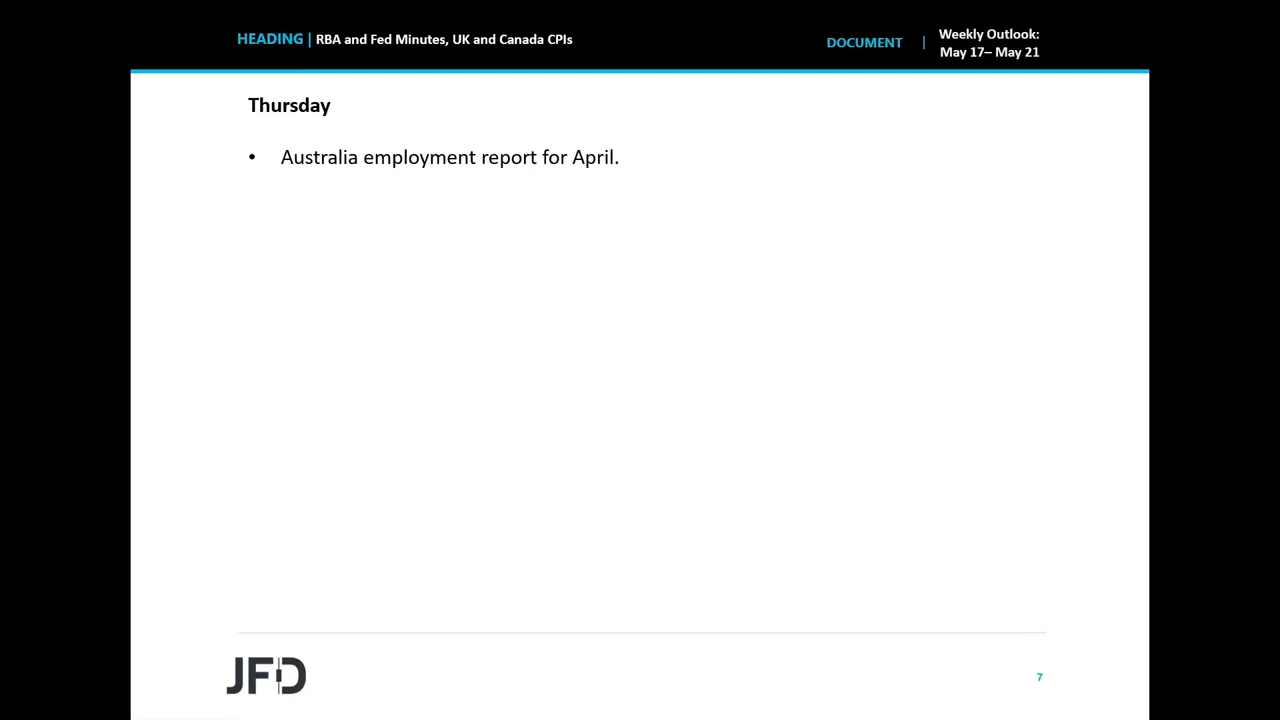 HEADING | RBA and Fed Minutes, UK and Canada CPIs
DOCUMENT | Weekly Outlook:
May 17– May 21
Thursday
• Australia employment report for April.
JFD
7